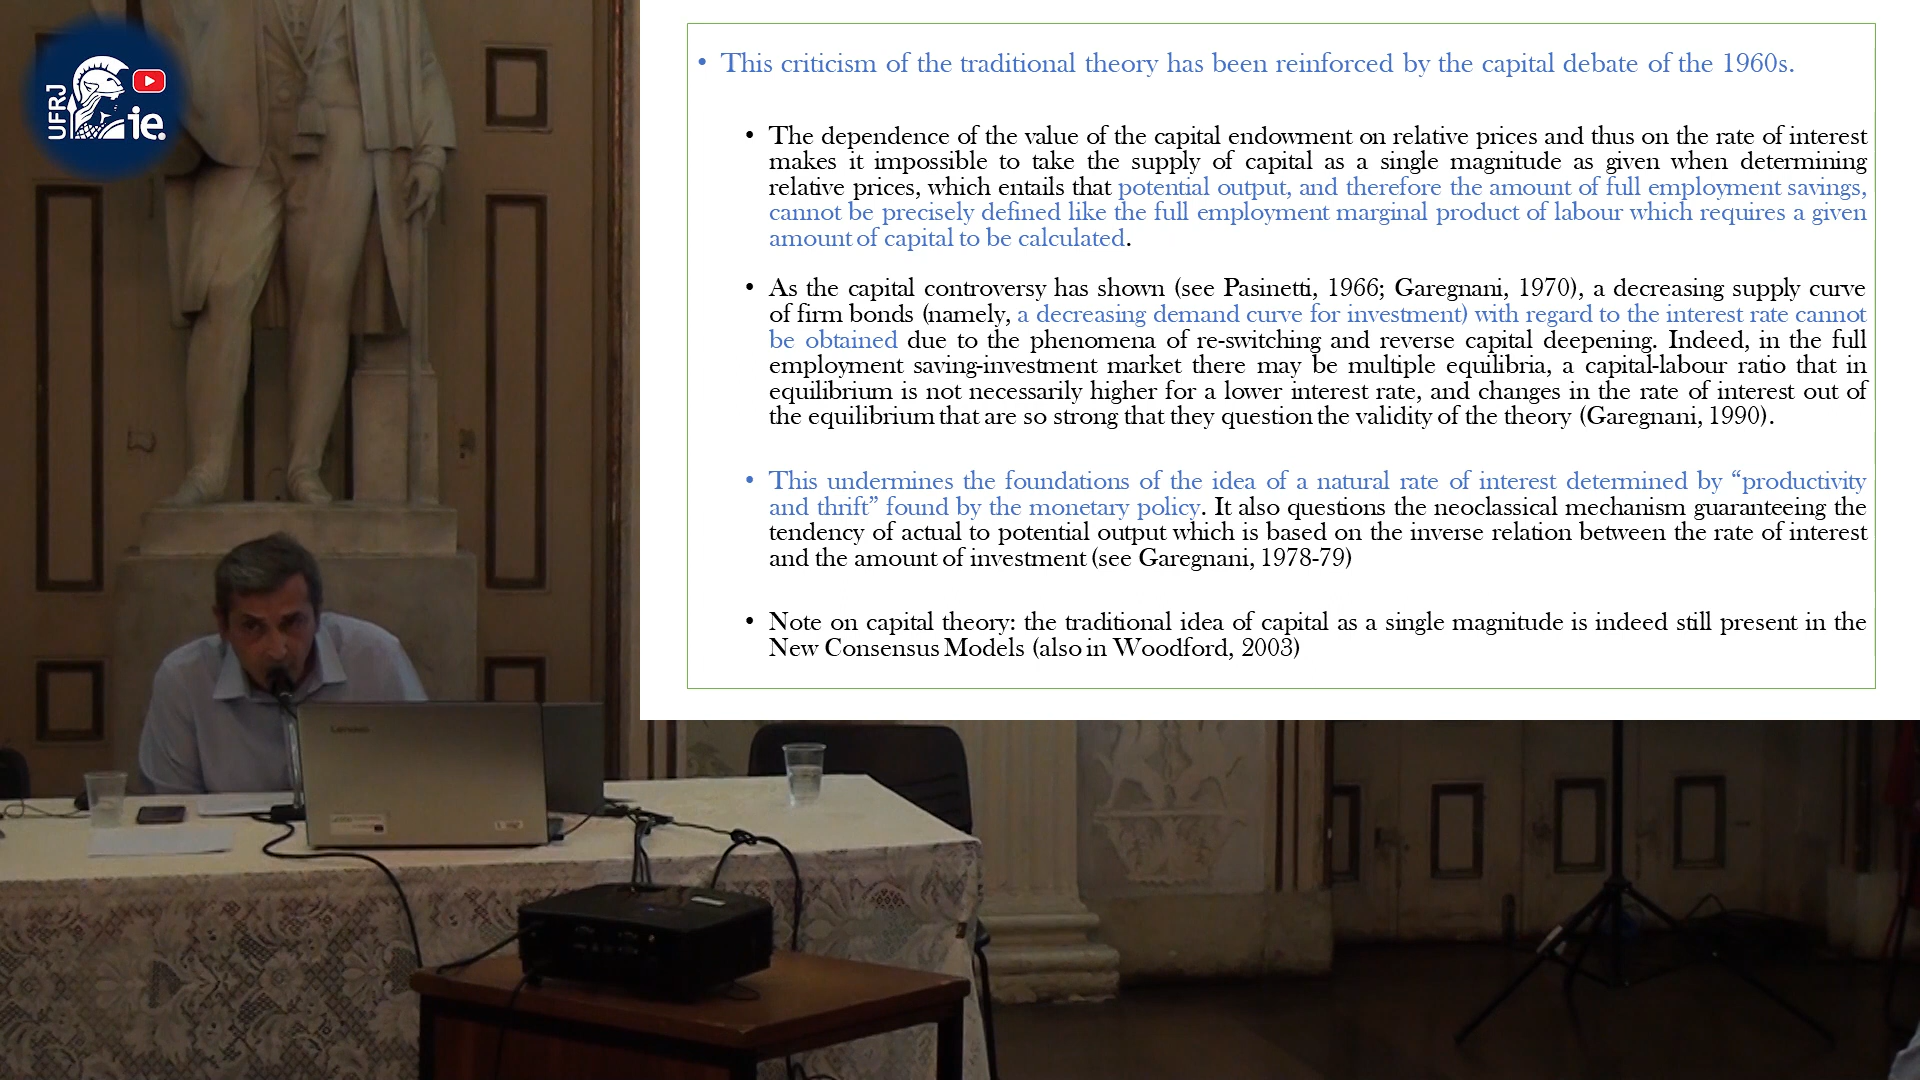 UFRJ
ie.
• This criticism of the traditional theory has been reinforced by the capital debate of the 1960s.
• The dependence of the value of the capital endowment on relative prices and thus on the rate of interest
makes it impossible to take the supply of capital as a single magnitude as given when determining
relative prices, which entails that potential output, and therefore the amount of full employment savings,
cannot be precisely defined like the full employment marginal product of labour which requires a given
amount of capital to be calculated.
• As the capital controversy has shown (see Pasinetti, 1966; Garegnani, 1970), a decreasing supply curve
of firm bonds (namely, a decreasing demand curve for investment) with regard to the interest rate cannot
be obtained due to the phenomena of re-switching and reverse capital deepening. Indeed, in the full
employment saving-investment market there may be multiple equilibria, a capital-labour ratio that in
equilibrium is not necessarily higher for a lower interest rate, and changes in the rate of interest out of
the equilibrium that are so strong that they question the validity of the theory (Garegnani, 1990).
• This undermines the foundations of the idea of a natural rate of interest determined by “productivity
and thrift” found by the monetary policy. It also questions the neoclassical mechanism guaranteeing the
tendency of actual to potential output which is based on the inverse relation between the rate of interest
and the amount of investment (see Garegnani, 1978-79)
• Note on capital theory: the traditional idea of capital as a single magnitude is indeed still present in the
New Consensus Models (also in Woodford, 2003)
Lenovo